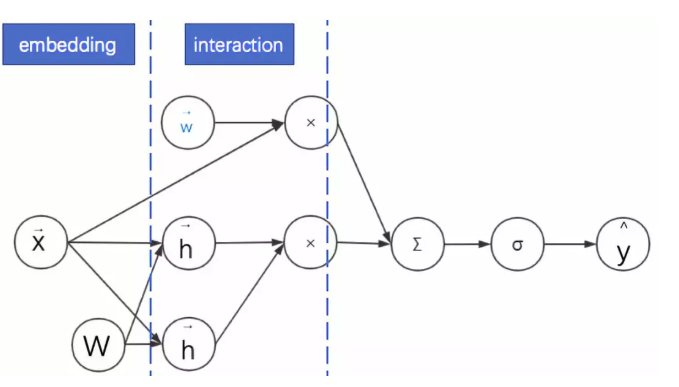 embedding
interaction
→
w
×
→
x
→
h
×
Σ
σ
^
y
W
→
h